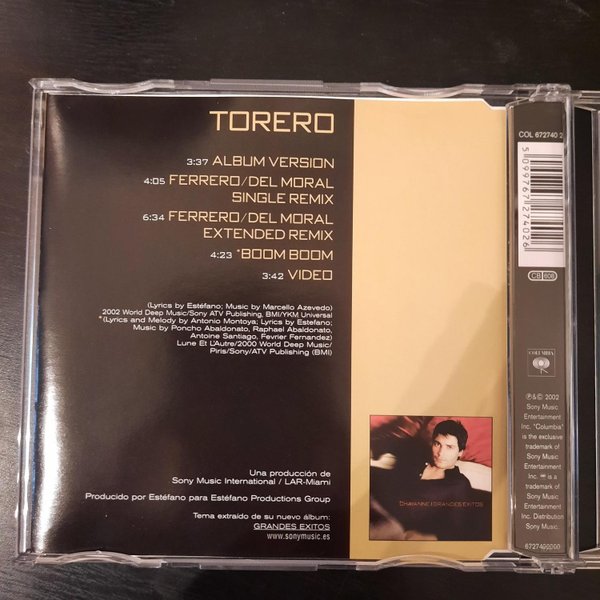 TORERO
3:37 ALBUM VERSION
4:05 FERRERO/DEL MORAL
SINGLE REMIX
6:34 FERRERO/DEL MORAL
EXTENDED REMIX
4:23 *BOOM BOOM
3:42 VIDEO
(Lyrics by Estéfano; Music by Marcello Azevedo)
2002 World Deep Music/Sony ATV Publishing, BMI/YKM Universal
*(Lyrics and Melody by Antonio Montoya; Lyrics by Estefano;
Music by Poncho Abaldonato, Raphael Abaldonato,
Antoine Santiago, Fevrier Fernandez)
Lune Et L'Autre/2000 World Deep Music/
Piris/Sony/ATV Publishing (BMI)
CHAYANNE GRANDES EXITOS
Una producción de
Sony Music International / LAR-Miami
Producido por Estéfano para Estéfano Productions Group
Tema extraído de su nuevo álbum:
GRANDES EXITOS
www.sonymusic.es
COL 672740 2
5099767274026
CB 608
COLUMBIA
℗&© 2002
Sony Music
Entertainment
Inc. "Columbia"
is the exclusive
trademark of
Sony Music
Entertainment
Inc. is a
trademark of
Sony Music
Entertainment
Inc. Distribution
Sony Music.